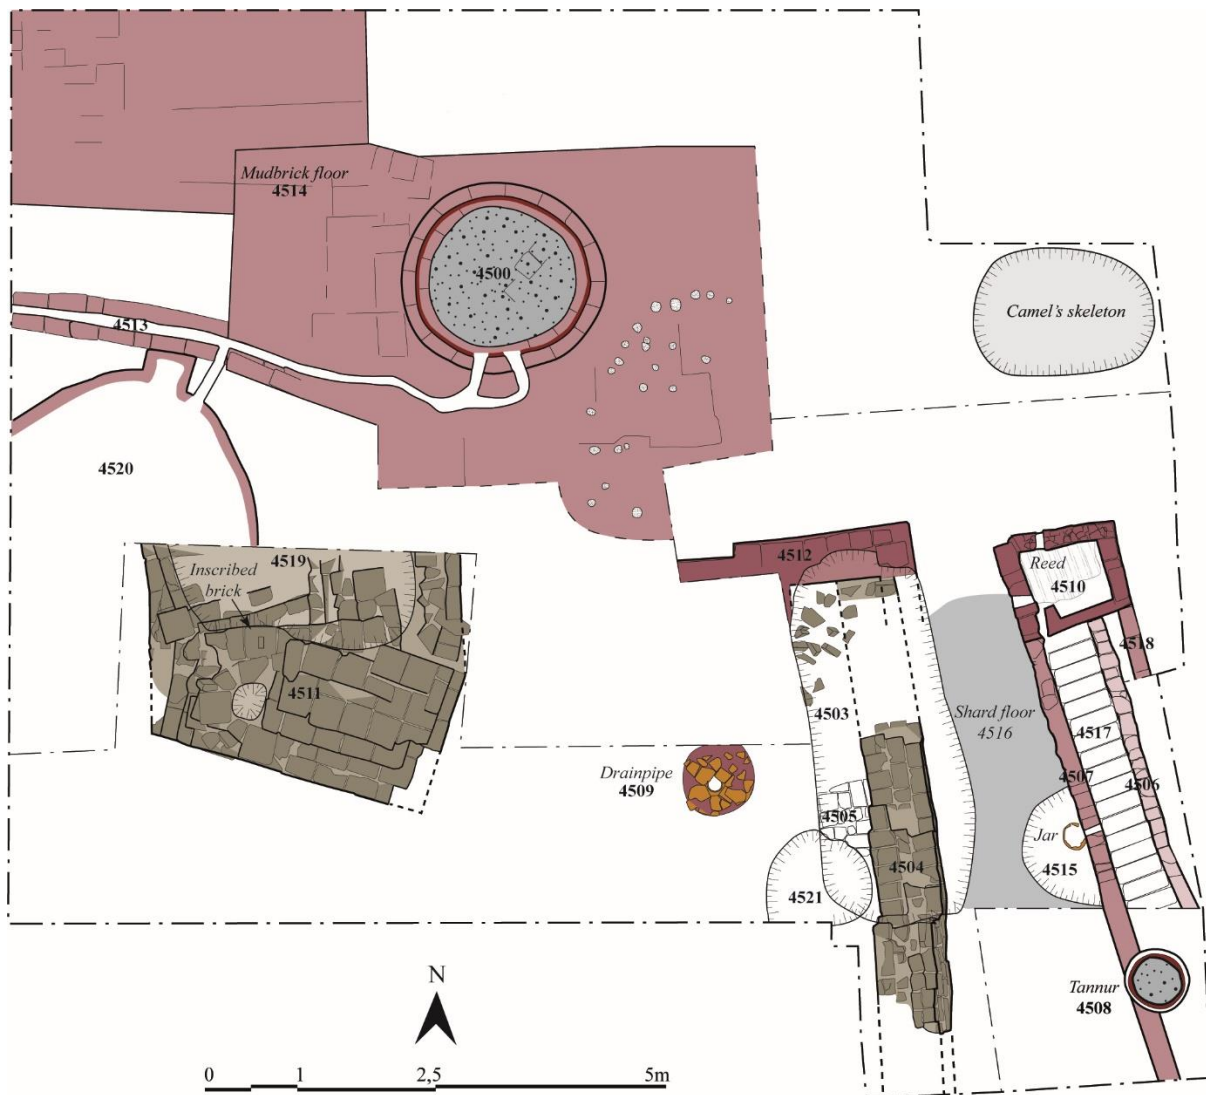 Mudbrick floor
4514
4500
Camel's skeleton
4513
4520
4519
Inscribed
brick
4511
4512
Reed
4510
4518
4503
Shard floor
4516
4517
4507
4506
Drainpipe
4509
4505
Jar
4515
4504
4521
Tannur
4508
N
0 1 2,5 5m